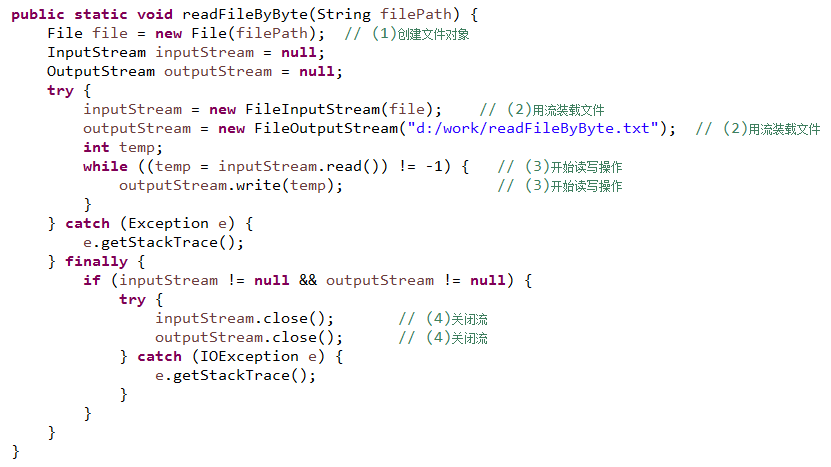 public static void readFileByByte(String filePath) {
    File file = new File(filePath);  // (1)创建文件对象
    InputStream inputStream = null;
    OutputStream outputStream = null;
    try {
        inputStream = new FileInputStream(file);    // (2)用流装载文件
        outputStream = new FileOutputStream("d:/work/readFileByByte.txt");  // (2)用流装载文件
        int temp;
        while ((temp = inputStream.read()) != -1) {   // (3)开始读写操作
            outputStream.write(temp);                 // (3)开始读写操作
        }
    } catch (Exception e) {
        e.getStackTrace();
    } finally {
        if (inputStream != null && outputStream != null) {
            try {
                inputStream.close();       // (4)关闭流
                outputStream.close();      // (4)关闭流
            } catch (IOException e) {
                e.getStackTrace();
            }
        }
    }
}